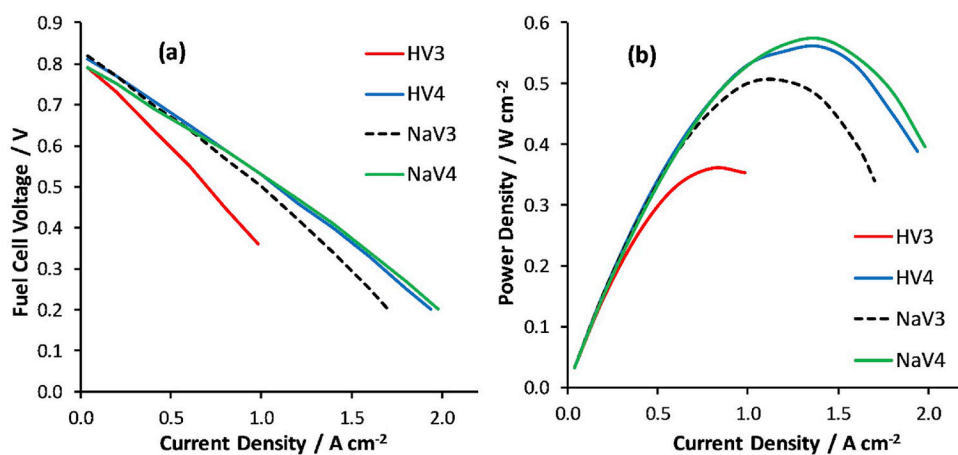 (a)
HV3
HV4
NaV3
NaV4
Fuel Cell Voltage / V
0.9
0.8
0.7
0.6
0.5
0.4
0.3
0.2
0.1
0.0
0.0 0.5 1.0 1.5 2.0
Current Density / A cm⁻²
(b)
HV3
HV4
NaV3
NaV4
Power Density / W cm⁻²
0.6
0.5
0.4
0.3
0.2
0.1
0.0
0.0 0.5 1.0 1.5 2.0
Current Density / A cm⁻²